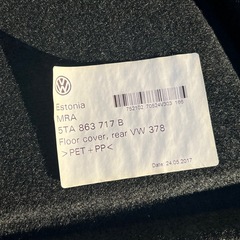 Estonia
MRA
5TA 863 717 B
Floor cover, rear VW 378
>PET+PP<
Date 24.05.2017